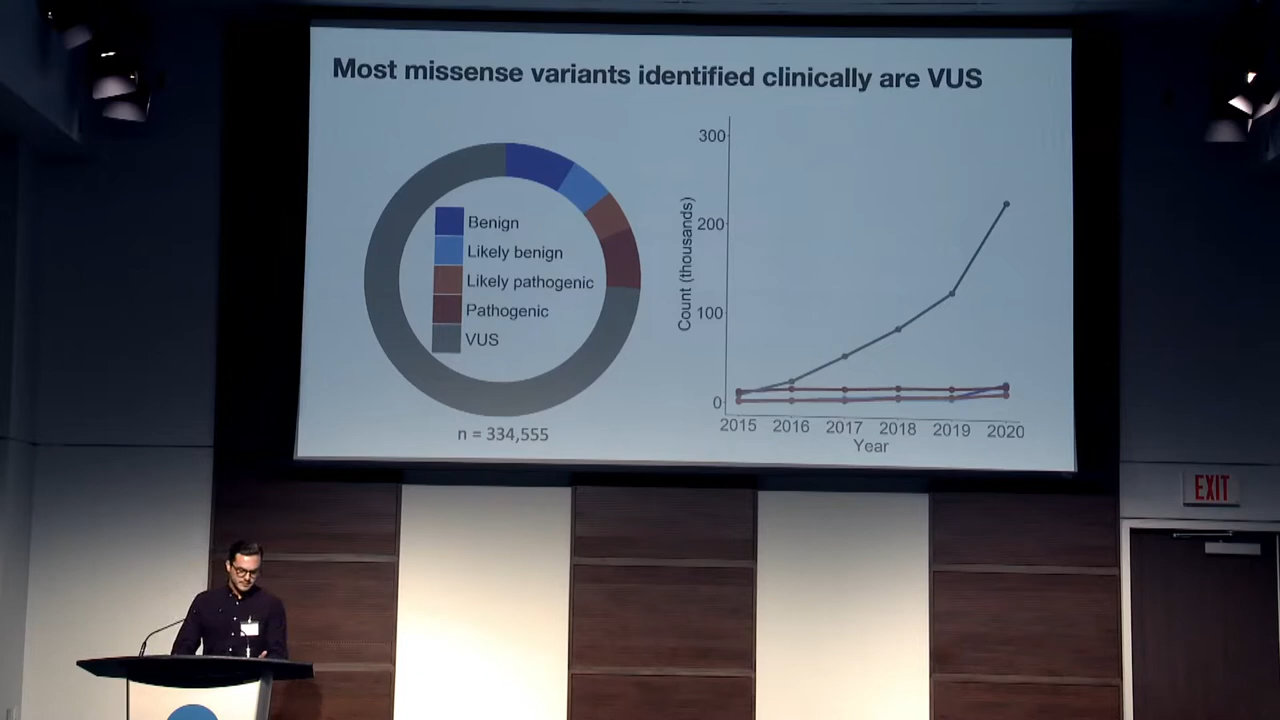 Most missense variants identified clinically are VUS
Benign
Likely benign
Likely pathogenic
Pathogenic
VUS
n = 334,555
Count (thousands)
300
200
100
0
2015 2016 2017 2018 2019 2020
Year
EXIT